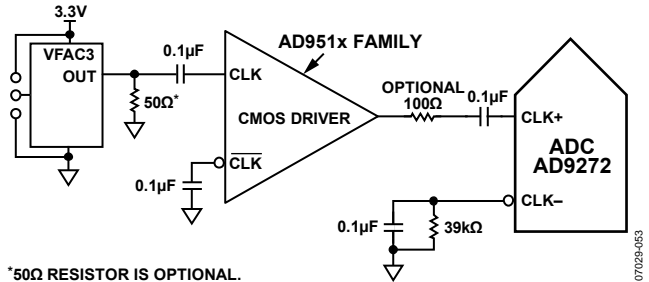 3.3V
VFAC3
OUT
0.1µF
50Ω*
AD951x FAMILY
CLK
CMOS DRIVER
CLK
0.1µF
OPTIONAL
100Ω
0.1µF
CLK+
ADC
AD9272
CLK–
0.1µF
39kΩ
*50Ω RESISTOR IS OPTIONAL.
07029-053